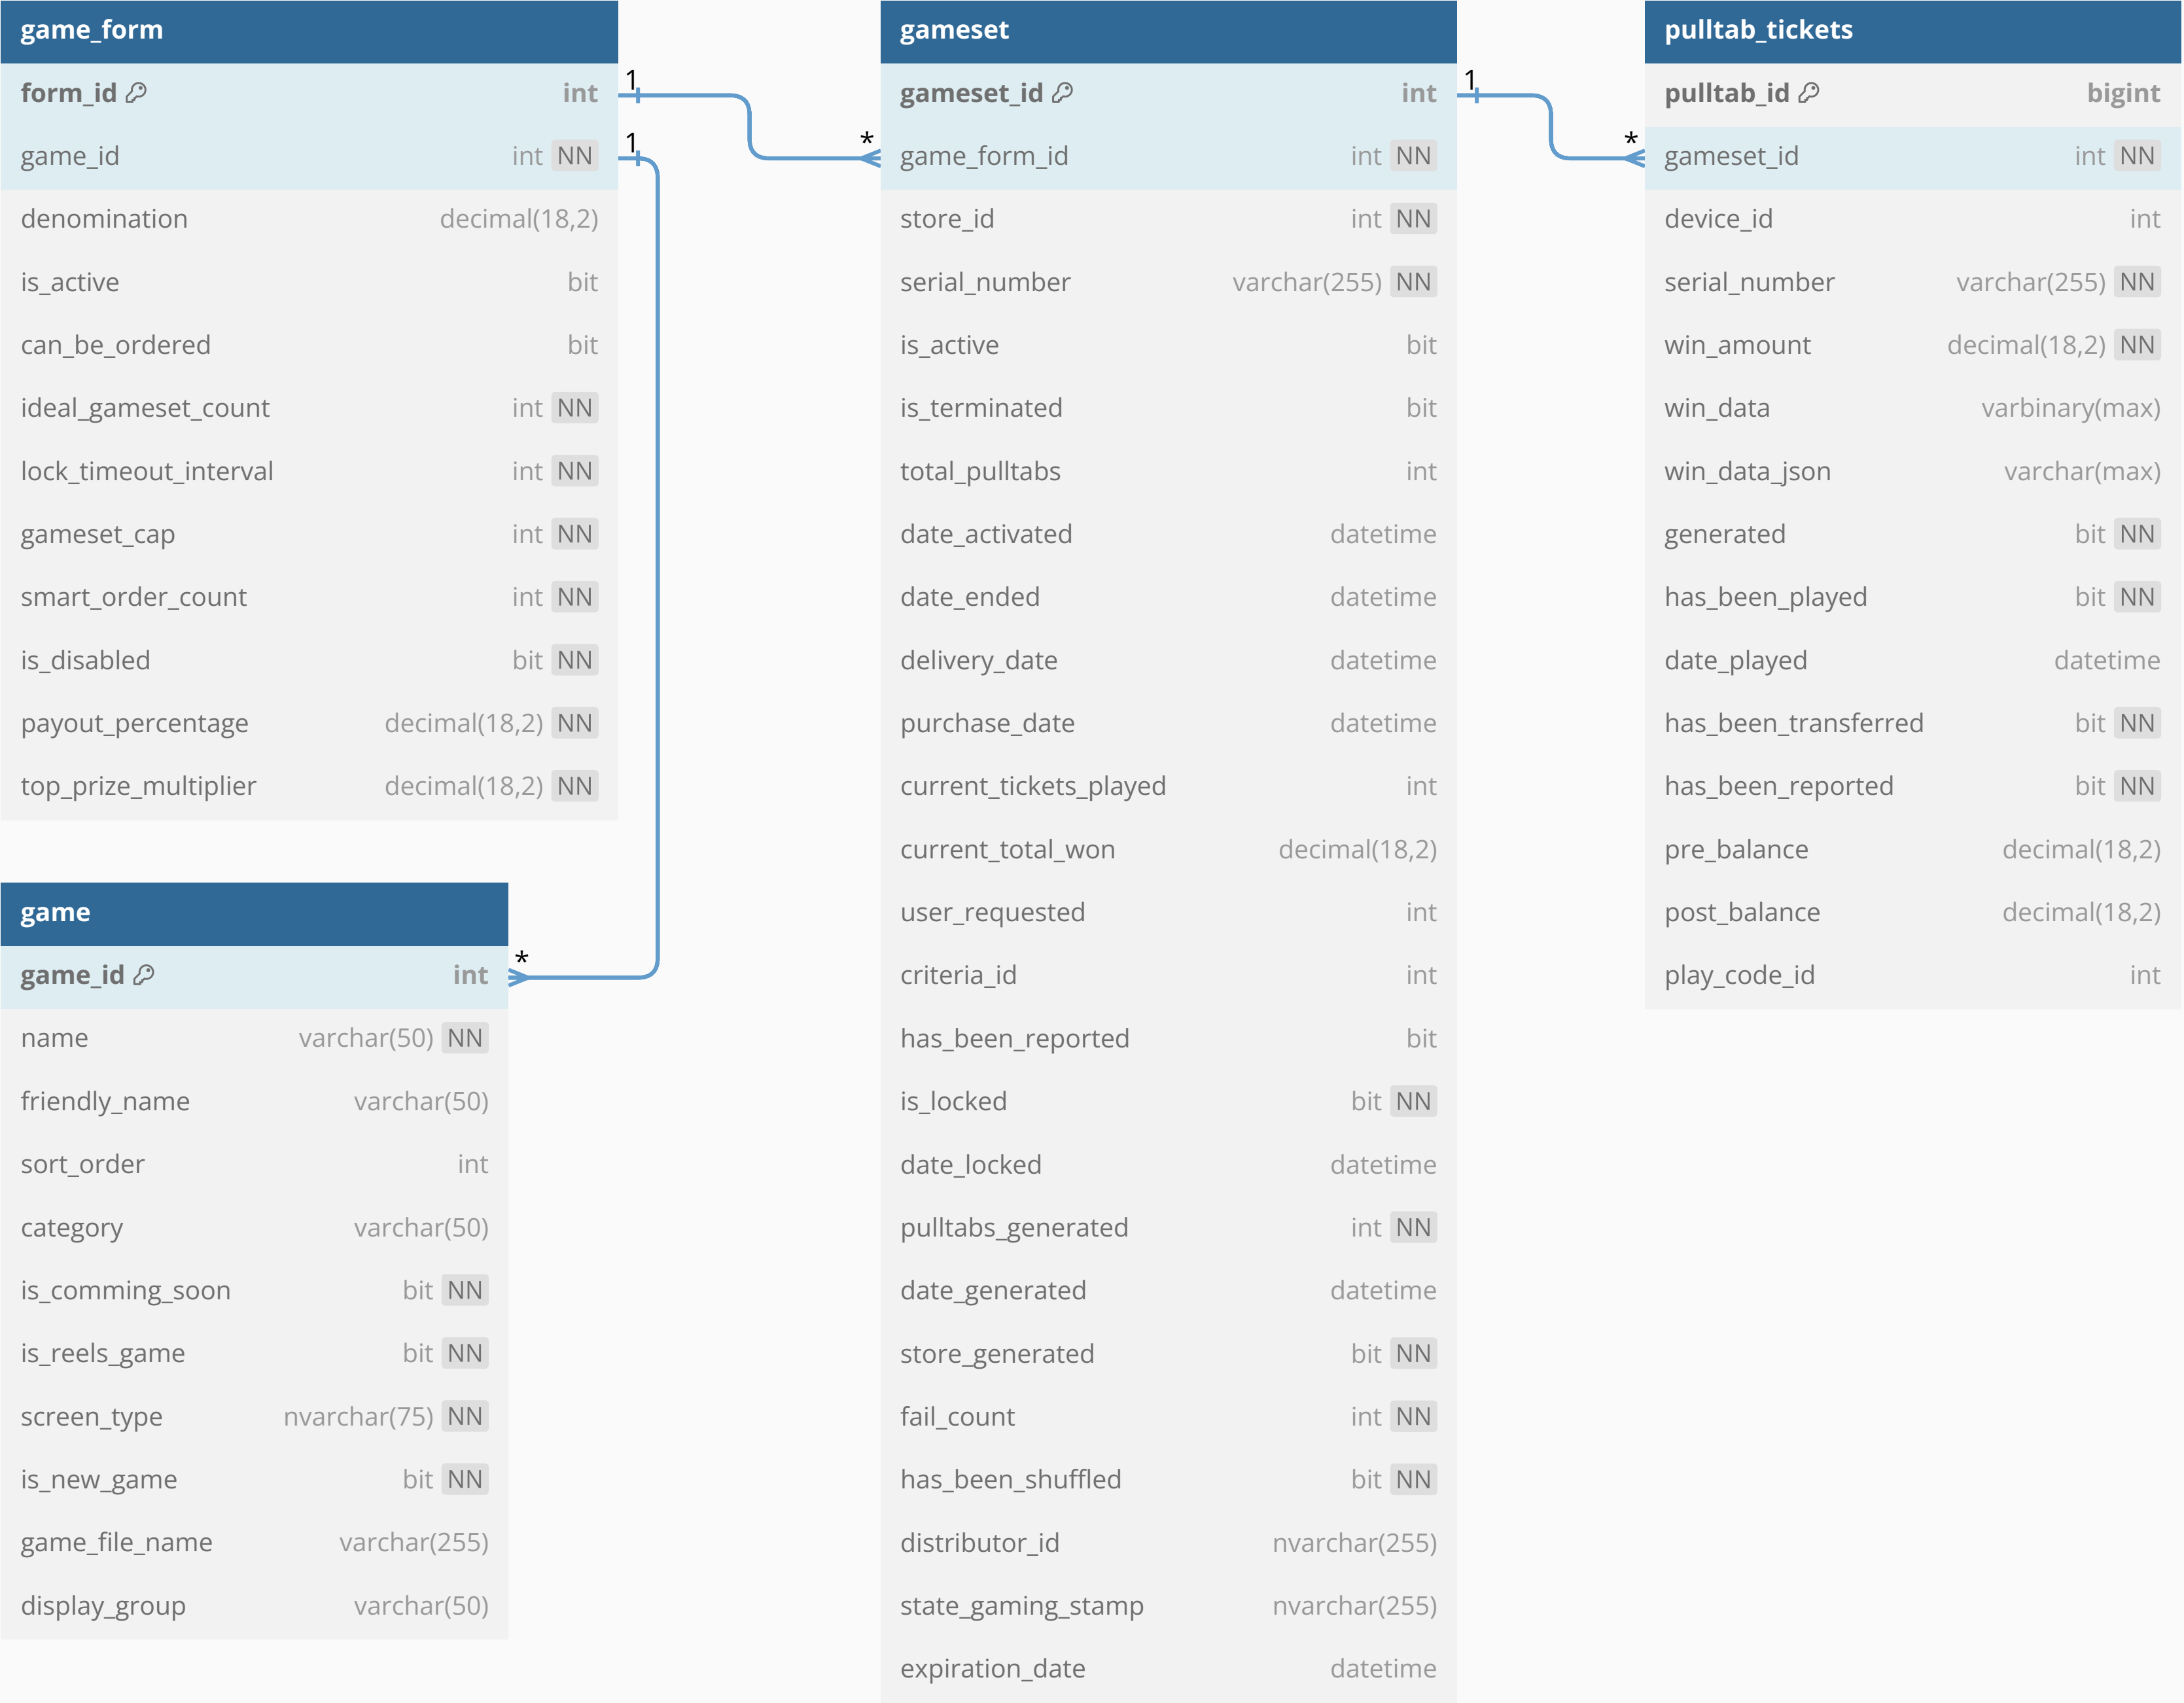 game_form
form_id int
game_id int NN
denomination decimal(18,2)
is_active bit
can_be_ordered bit
ideal_gameset_count int NN
lock_timeout_interval int NN
gameset_cap int NN
smart_order_count int NN
is_disabled bit NN
payout_percentage decimal(18,2) NN
top_prize_multiplier decimal(18,2) NN
1
1
*
game
game_id int
name varchar(50) NN
friendly_name varchar(50)
sort_order int
category varchar(50)
is_comming_soon bit NN
is_reels_game bit NN
screen_type nvarchar(75) NN
is_new_game bit NN
game_file_name varchar(255)
display_group varchar(50)
*
gameset
gameset_id int
game_form_id int NN
store_id int NN
serial_number varchar(255) NN
is_active bit
is_terminated bit
total_pulltabs int
date_activated datetime
date_ended datetime
delivery_date datetime
purchase_date datetime
current_tickets_played int
current_total_won decimal(18,2)
user_requested int
criteria_id int
has_been_reported bit
is_locked bit NN
date_locked datetime
pulltabs_generated int NN
date_generated datetime
store_generated bit NN
fail_count int NN
has_been_shuffled bit NN
distributor_id nvarchar(255)
state_gaming_stamp nvarchar(255)
expiration_date datetime
1
*
pulltab_tickets
pulltab_id bigint
gameset_id int NN
device_id int
serial_number varchar(255) NN
win_amount decimal(18,2) NN
win_data varbinary(max)
win_data_json varchar(max)
generated bit NN
has_been_played bit NN
date_played datetime
has_been_transferred bit NN
has_been_reported bit NN
pre_balance decimal(18,2)
post_balance decimal(18,2)
play_code_id int